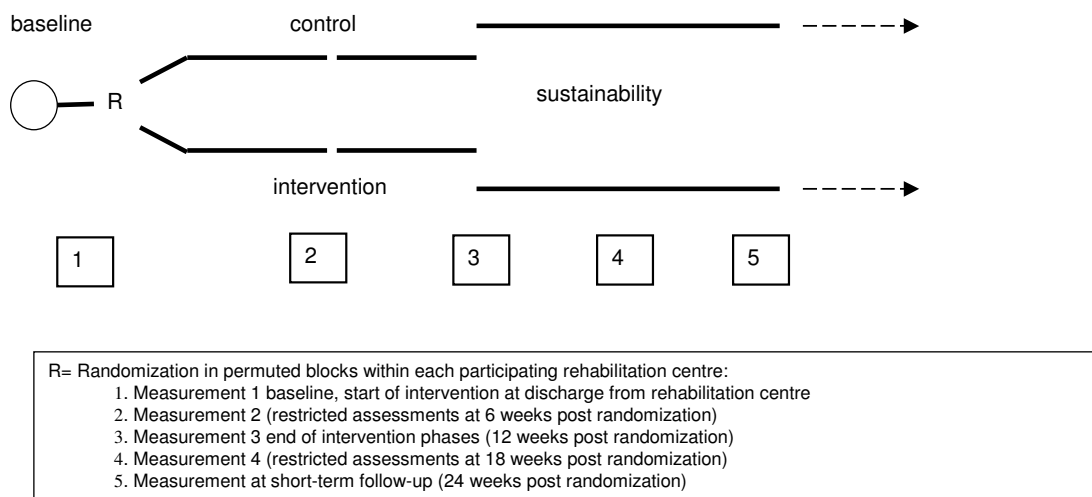 baseline control
R
sustainability
intervention
1 2 3 4 5
R= Randomization in permuted blocks within each participating rehabilitation centre:
1. Measurement 1 baseline, start of intervention at discharge from rehabilitation centre
2. Measurement 2 (restricted assessments at 6 weeks post randomization)
3. Measurement 3 end of intervention phases (12 weeks post randomization)
4. Measurement 4 (restricted assessments at 18 weeks post randomization)
5. Measurement at short-term follow-up (24 weeks post randomization)